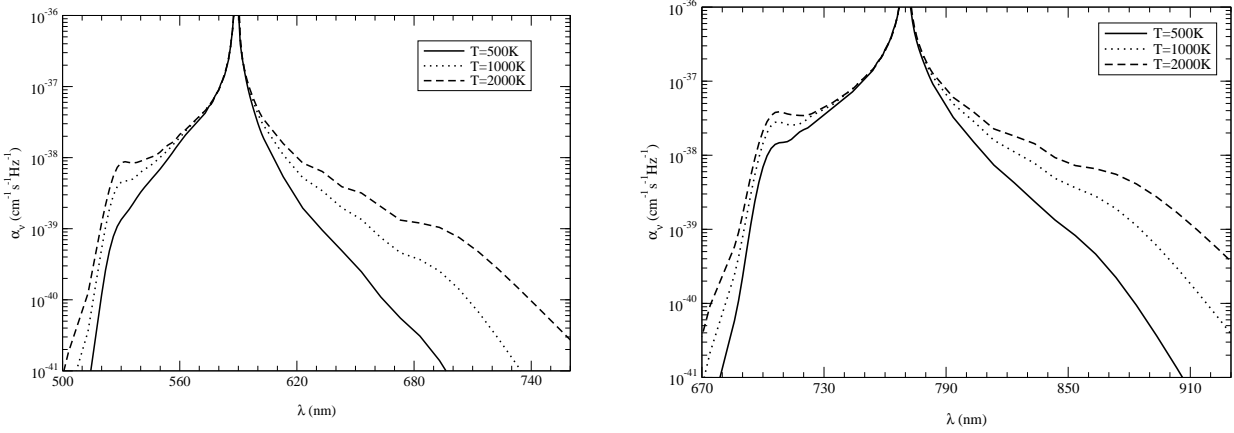 10^-36
10^-37
10^-38
10^-39
10^-40
10^-41
α_ν (cm^-1 s^-1 Hz^-1)
500 560 620 680 740
λ (nm)
T=500K
T=1000K
T=2000K
10^-36
10^-37
10^-38
10^-39
10^-40
10^-41
α_ν (cm^-1 s^-1 Hz^-1)
670 730 790 850 910
λ (nm)
T=500K
T=1000K
T=2000K